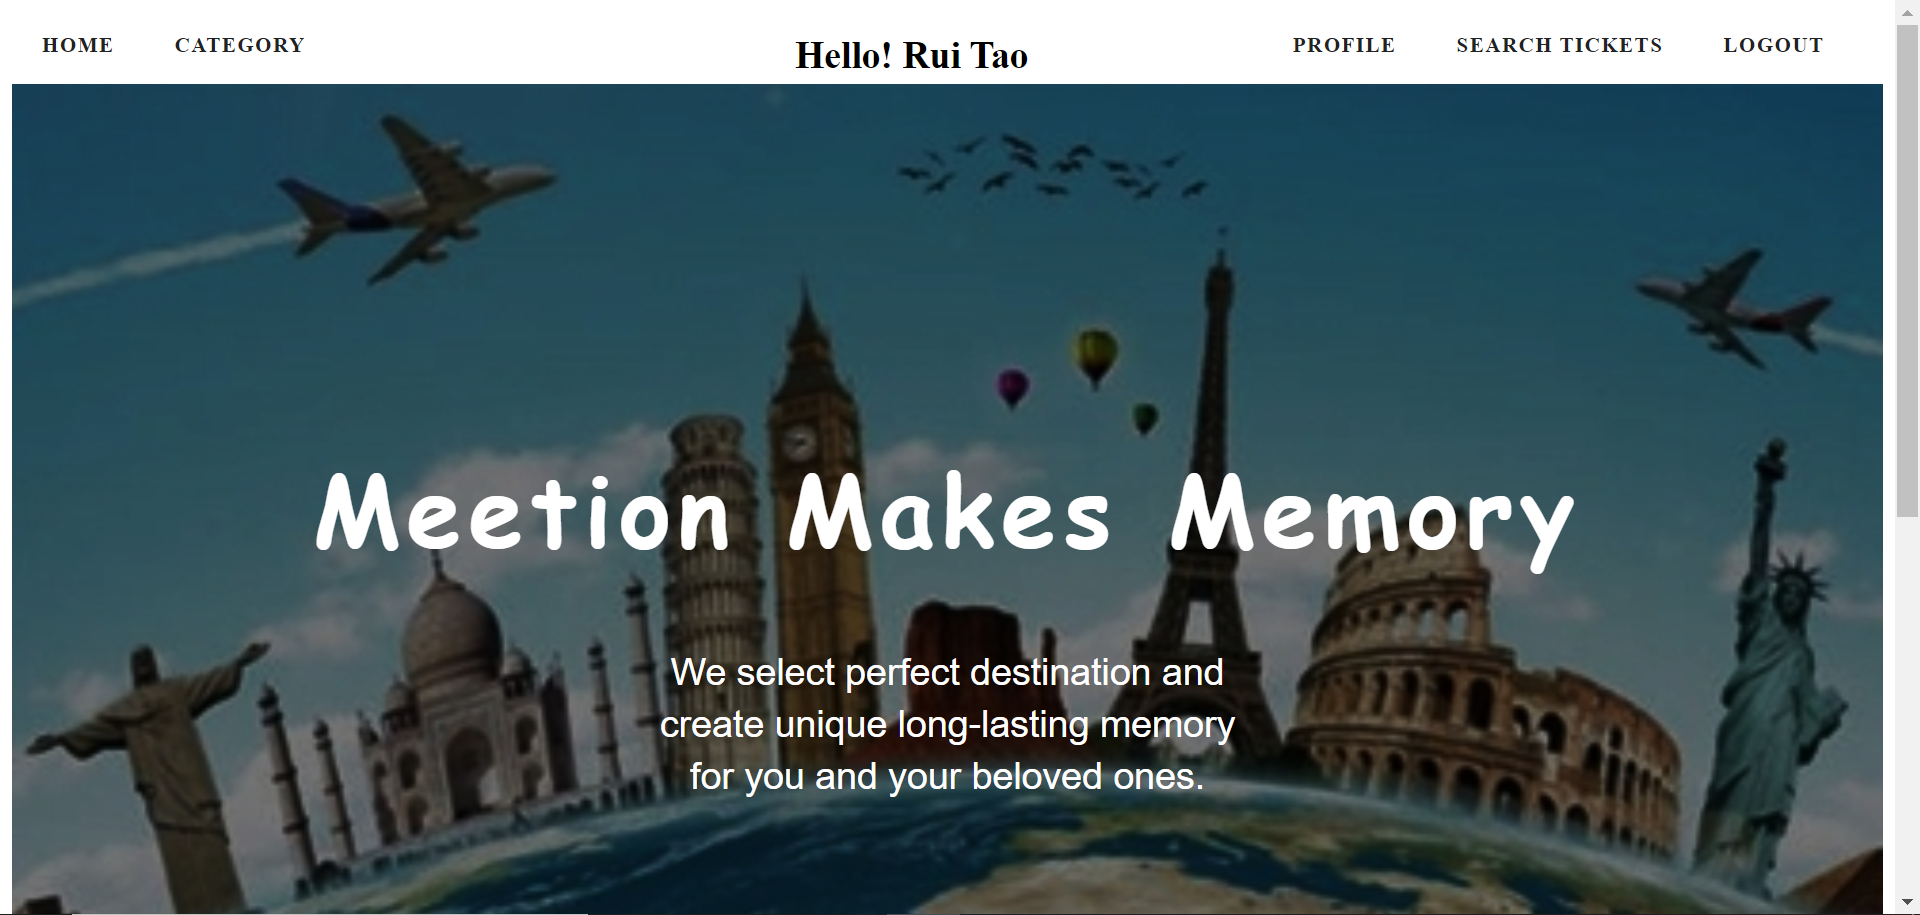 HOME CATEGORY Hello! Rui Tao PROFILE SEARCH TICKETS LOGOUT
Meetion Makes Memory
We select perfect destination and
create unique long-lasting memory
for you and your beloved ones.